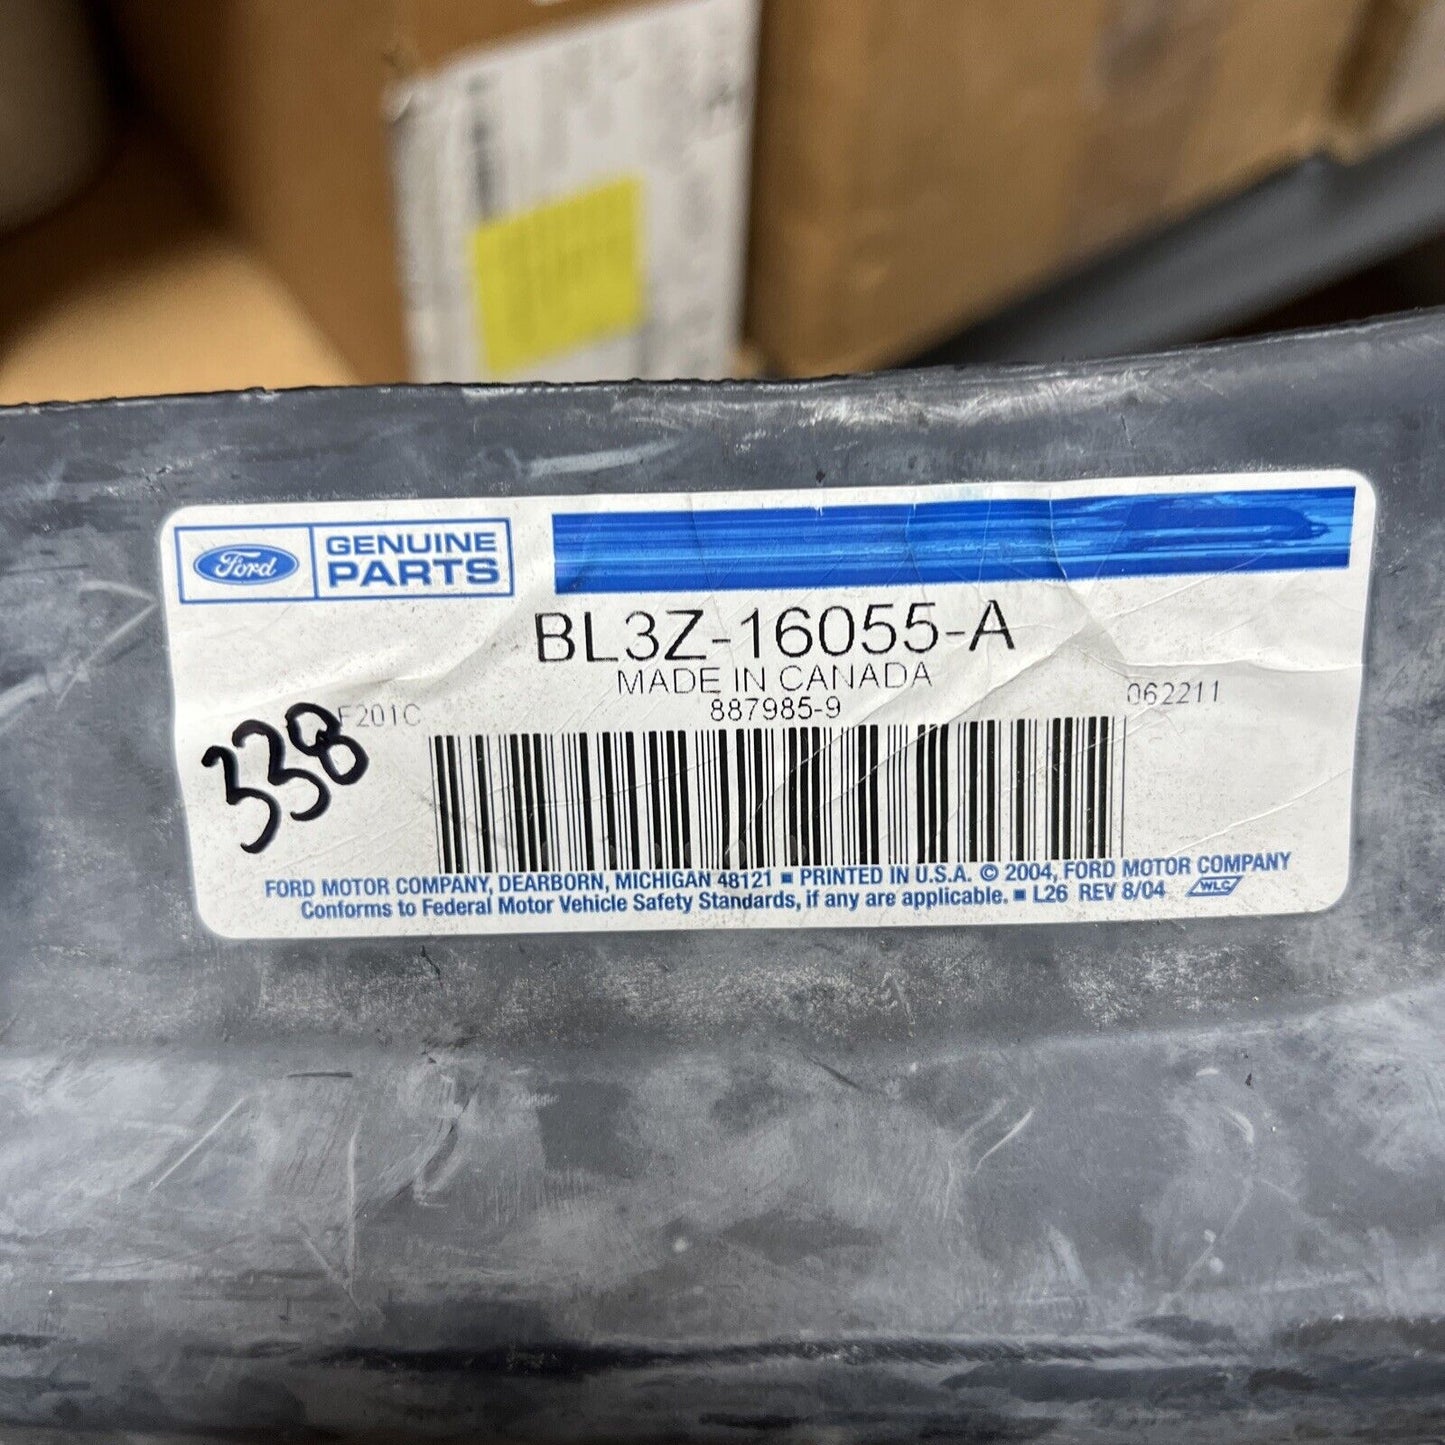 Ford GENUINE
PARTS
BL3Z-16055-A
MADE IN CANADA
887985-9
F201C
062211
338
FORD MOTOR COMPANY, DEARBORN, MICHIGAN 48121 ■ PRINTED IN U.S.A. © 2004, FORD MOTOR COMPANY
Conforms to Federal Motor Vehicle Safety Standards, if any are applicable. ■ L26 REV 8/04 WLC